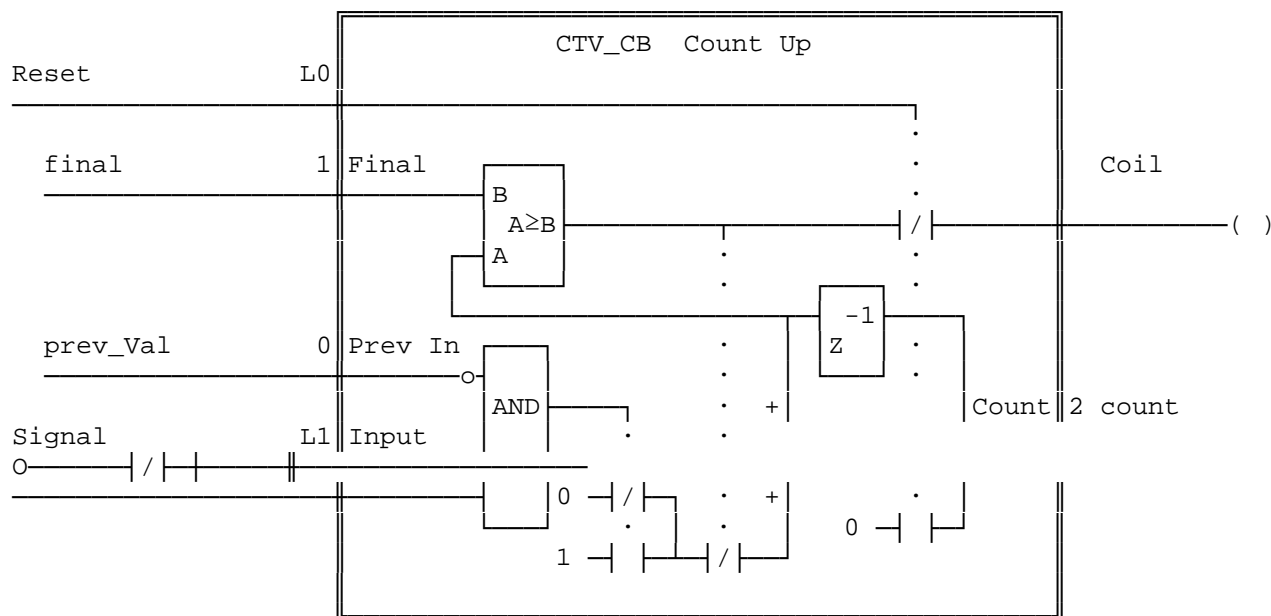 CTV_CB Count Up
Reset L0
final 1 Final Coil
B
A≥B
/ ( )
A
-1
prev_Val 0 Prev In Z
AND + Count 2 count
Signal L1 Input
/
0 / +
0
1 /